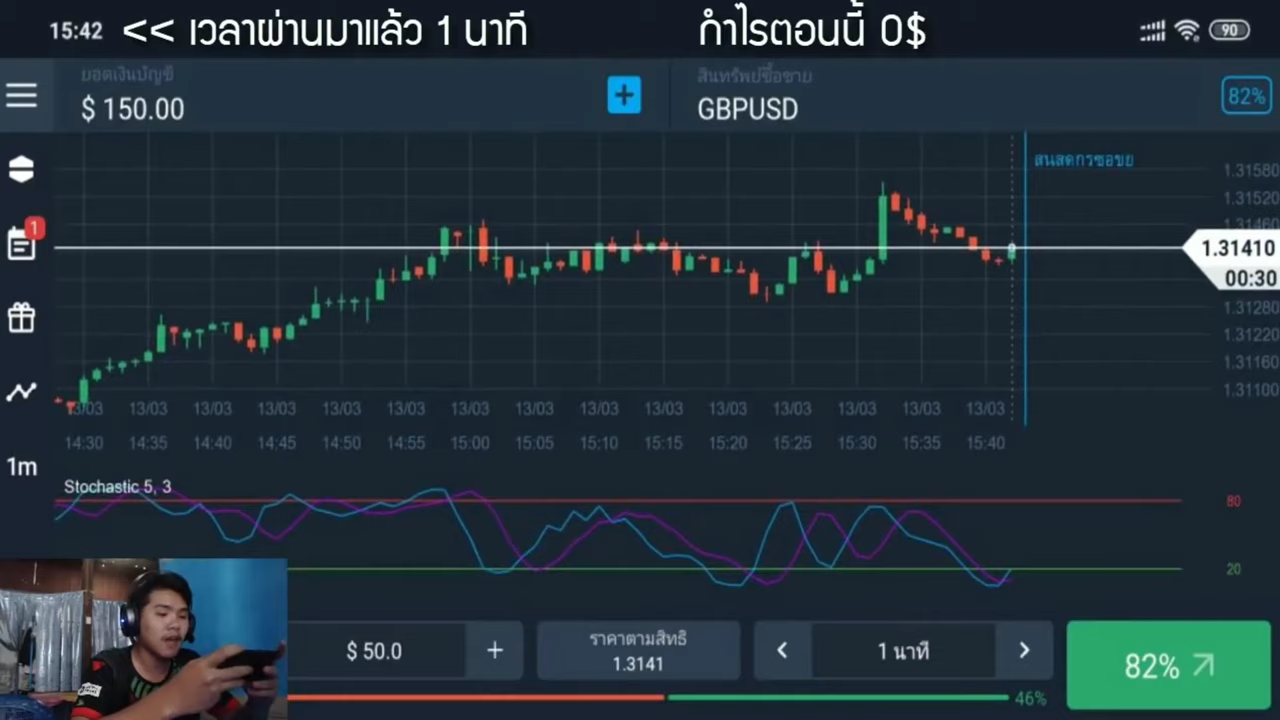 15:42 << เวลาผ่านมาแล้ว 1 นาที กำไรตอนนี้ 0$ 90
ยอดเงินบัญชี สินทรัพย์ซื้อขาย
$ 150.00 + GBPUSD 82%
สนสดกรซอขย
1.31580
1.31520
1.31460
1
1.31410
00:30
1.31280
1.31220
1.31160
1.31100
13/03 13/03 13/03 13/03 13/03 13/03 13/03 13/03 13/03 13/03 13/03 13/03 13/03 13/03 13/03
14:30 14:35 14:40 14:45 14:50 14:55 15:00 15:05 15:10 15:15 15:20 15:25 15:30 15:35 15:40
1m
Stochastic 5, 3
80
20
$ 50.0 + ราคาตามสิทธิ 1 นาที 82%
1.3141
46%